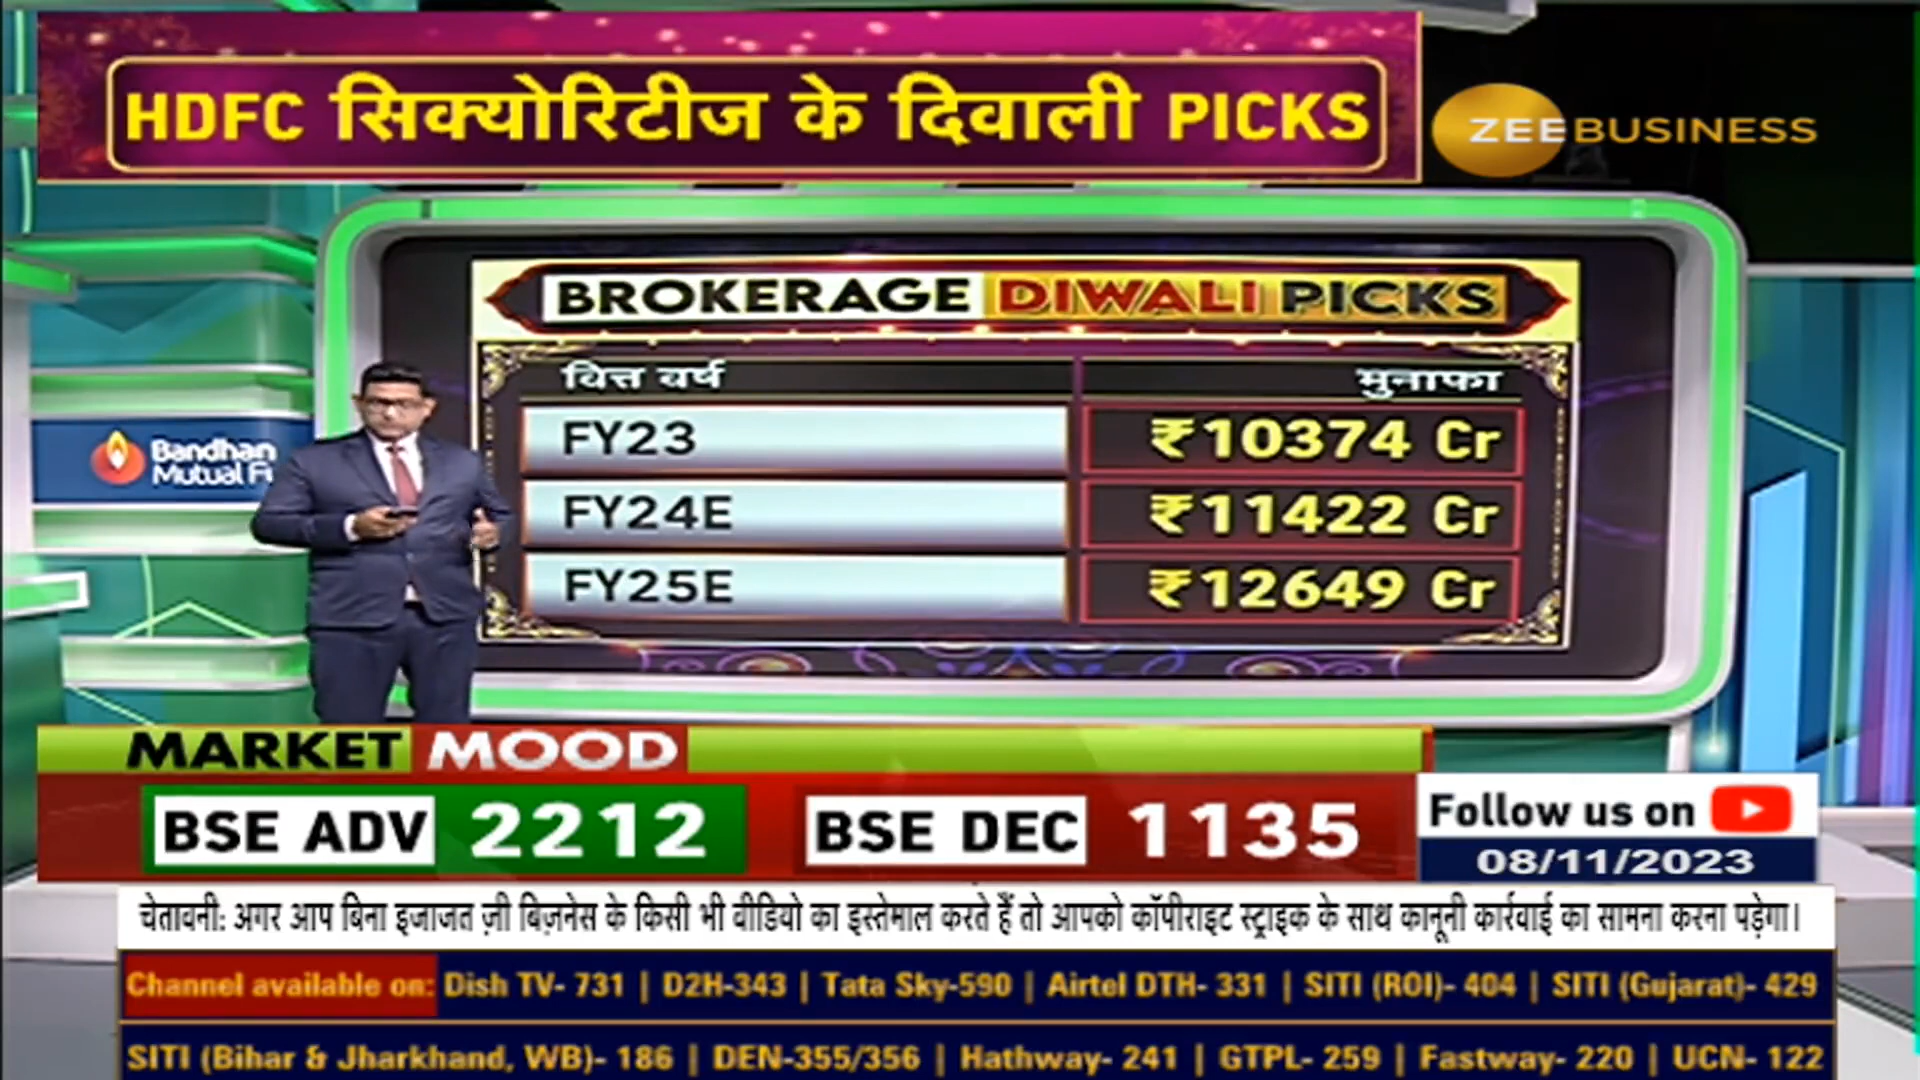 HDFC सिक्योरिटीज के दिवाली PICKS
ZEEBUSINESS
BROKERAGE DIWALI PICKS
वित्त वर्ष मुनाफा
FY23 ₹10374 Cr
FY24E ₹11422 Cr
FY25E ₹12649 Cr
Bandhan
Mutual
MARKET MOOD
BSE ADV 2212 BSE DEC 1135
Follow us on
08/11/2023
चेतावनी: अगर आप बिना इजाजत ज़ी बिज़नेस के किसी भी वीडियो का इस्तेमाल करते हैं तो आपको कॉपीराइट स्ट्राइक के साथ कानूनी कार्रवाई का सामना करना पड़ेगा।
Channel available on: Dish TV- 731 | D2H-343 | Tata Sky-590 | Airtel DTH- 331 | SITI (ROI)- 404 | SITI (Gujarat)- 429
SITI (Bihar & Jharkhand, WB)- 186 | DEN-355/356 | Hathway- 241 | GTPL- 259 | Fastway- 220 | UCN- 122